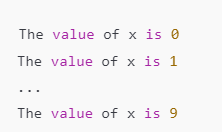 The value of x is 0
The value of x is 1
...
The value of x is 9